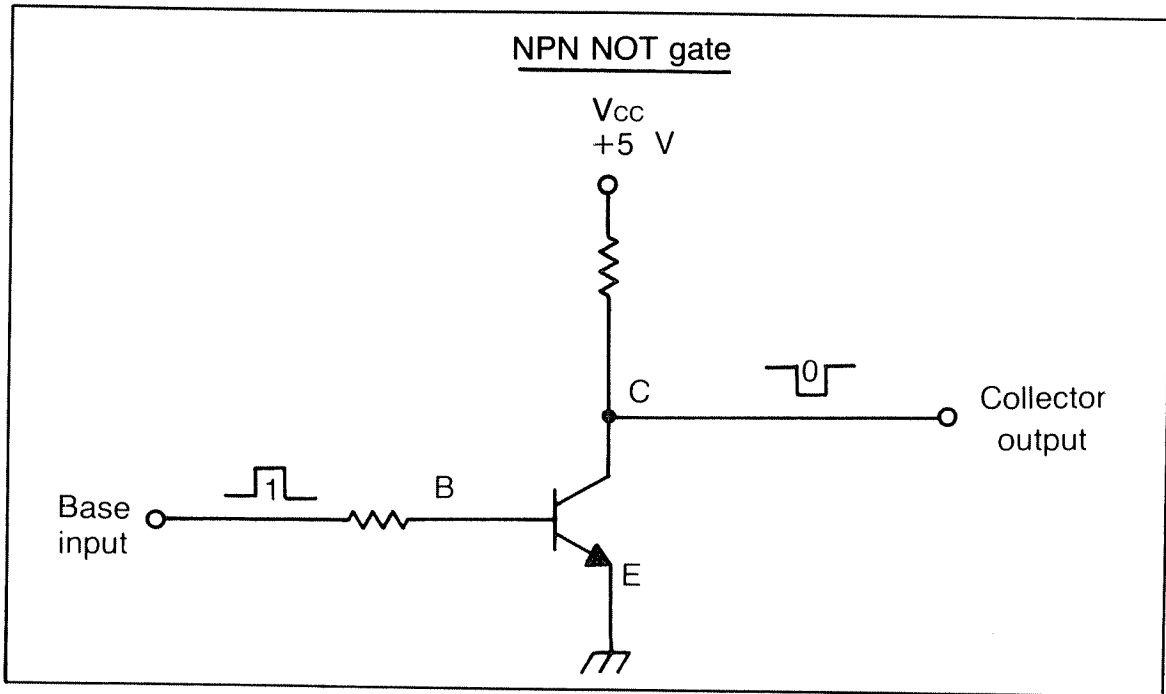 NPN NOT gate
Vcc
+5 V
C
0
Collector
output
1
B
Base
input
E